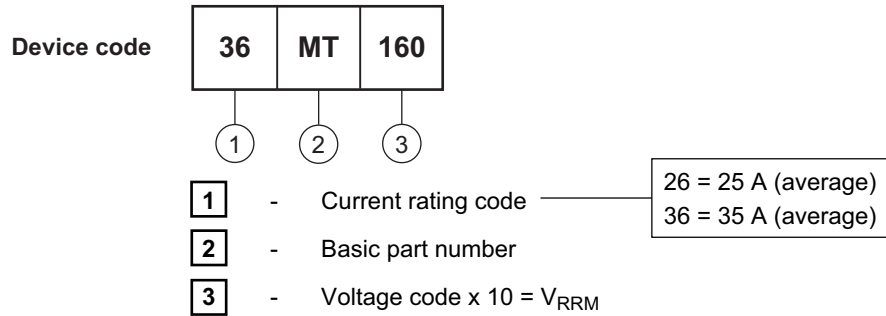 Device code 36 MT 160
1 2 3
1 - Current rating code
26 = 25 A (average)
36 = 35 A (average)
2 - Basic part number
3 - Voltage code x 10 = VRRM